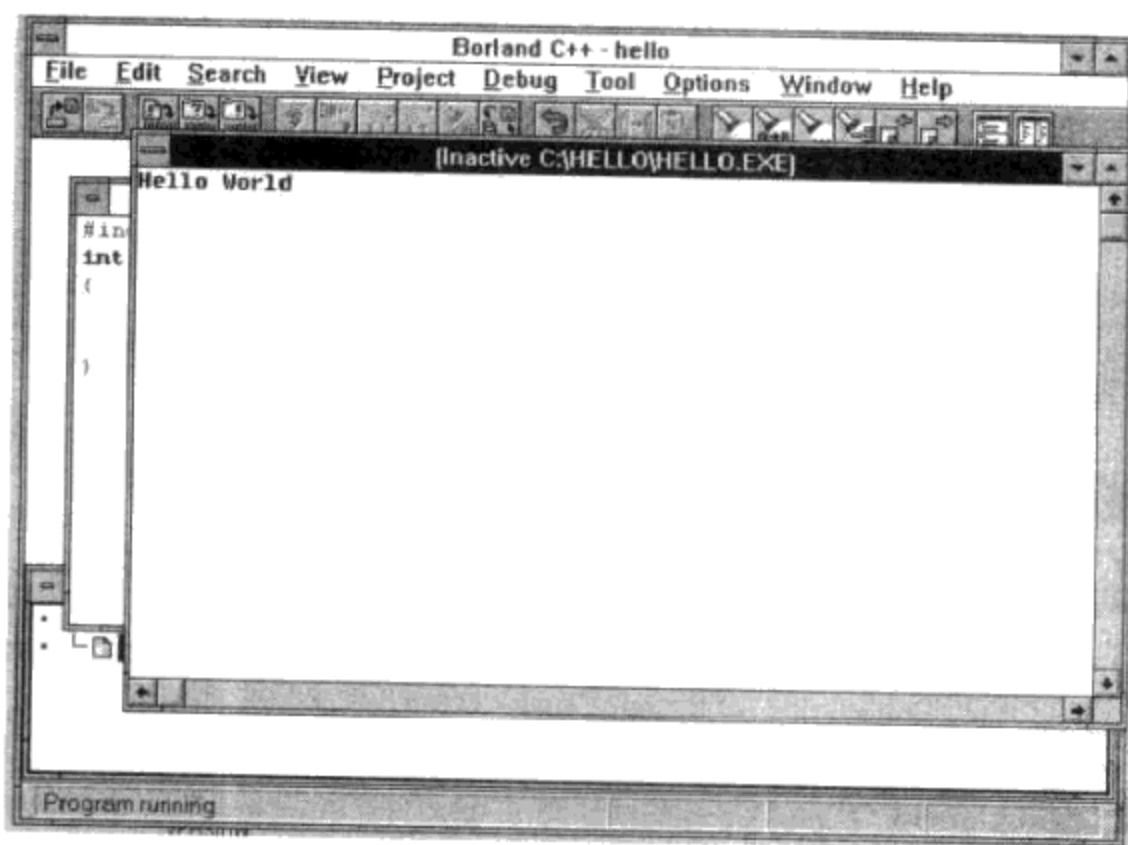 Borland C++ - hello
File Edit Search View Project Debug Tool Options Window Help
(Inactive C:\HELLO\HELLO.EXE)
Hello World
#in
int
{
}
Program running